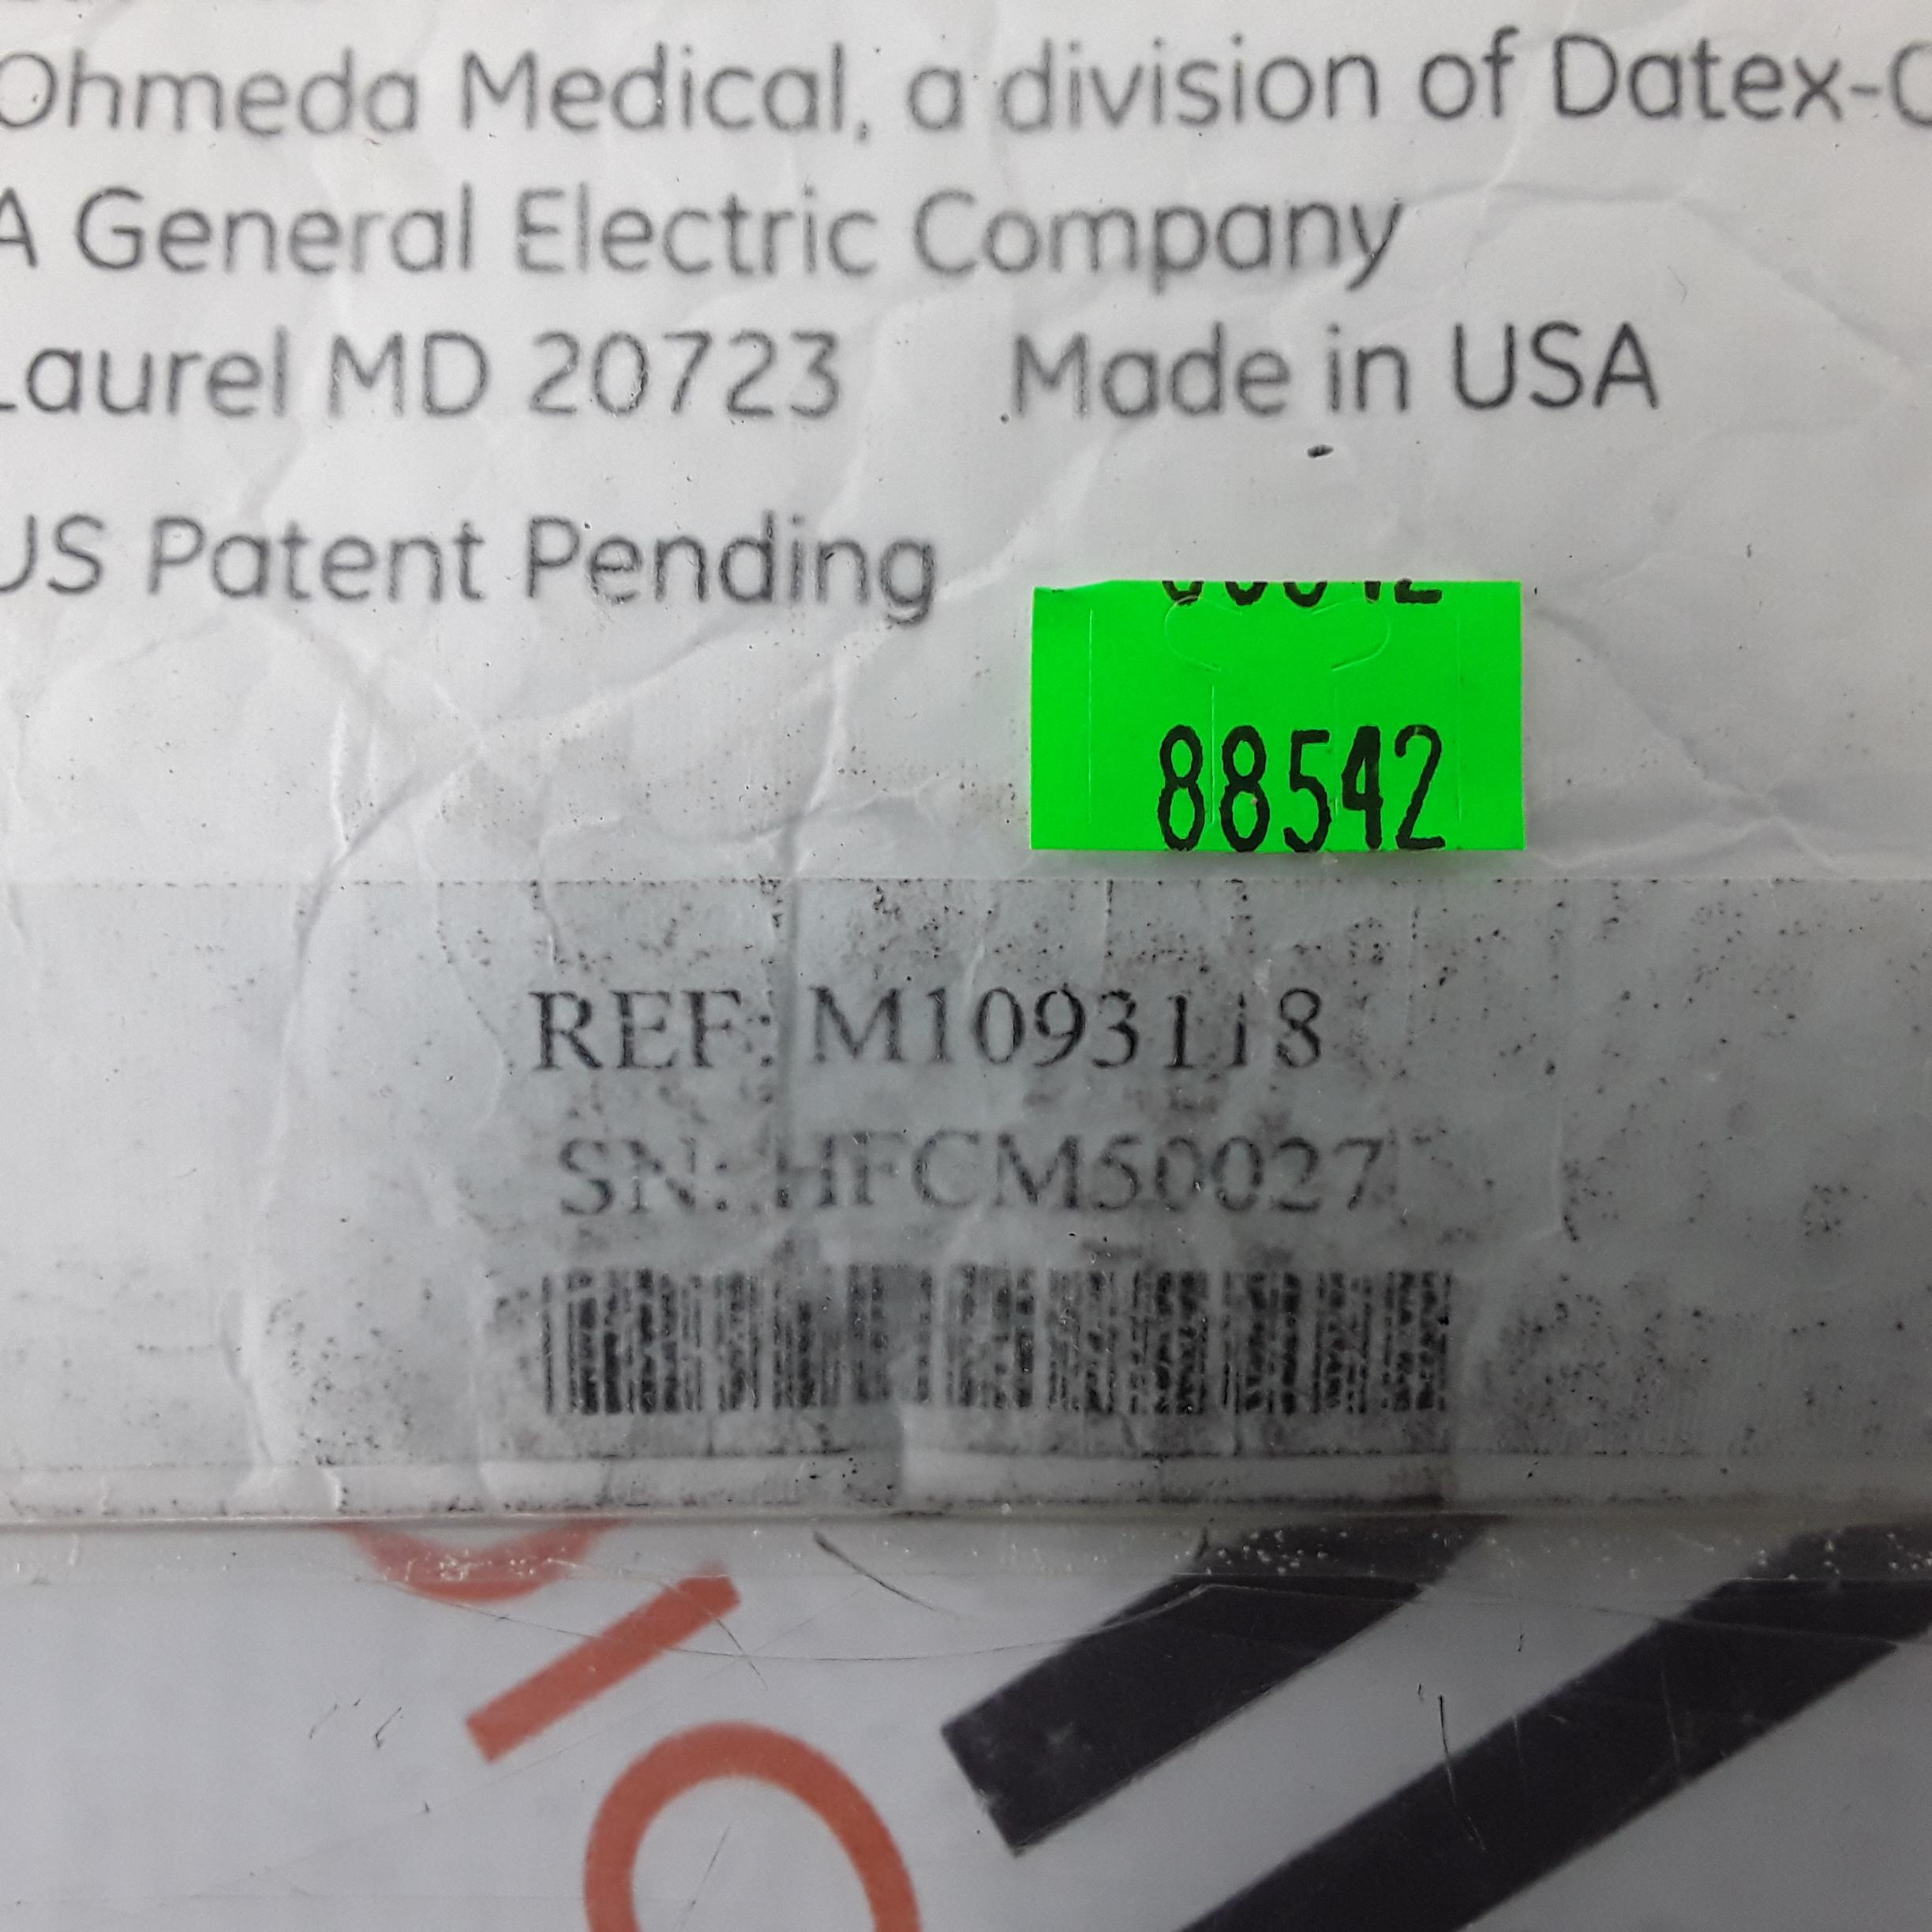 Ohmeda Medical, a division of Datex-O
A General Electric Company
Laurel MD 20723 Made in USA
US Patent Pending
88542
REF: M1093118
SN: HFCM50027